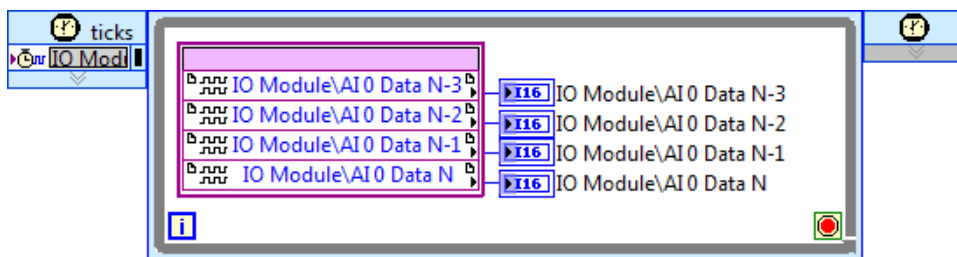 ticks
IO Modu
IO Module\AI 0 Data N-3
I16 IO Module\AI 0 Data N-3
IO Module\AI 0 Data N-2
I16 IO Module\AI 0 Data N-2
IO Module\AI 0 Data N-1
I16 IO Module\AI 0 Data N-1
IO Module\AI 0 Data N
I16 IO Module\AI 0 Data N
i